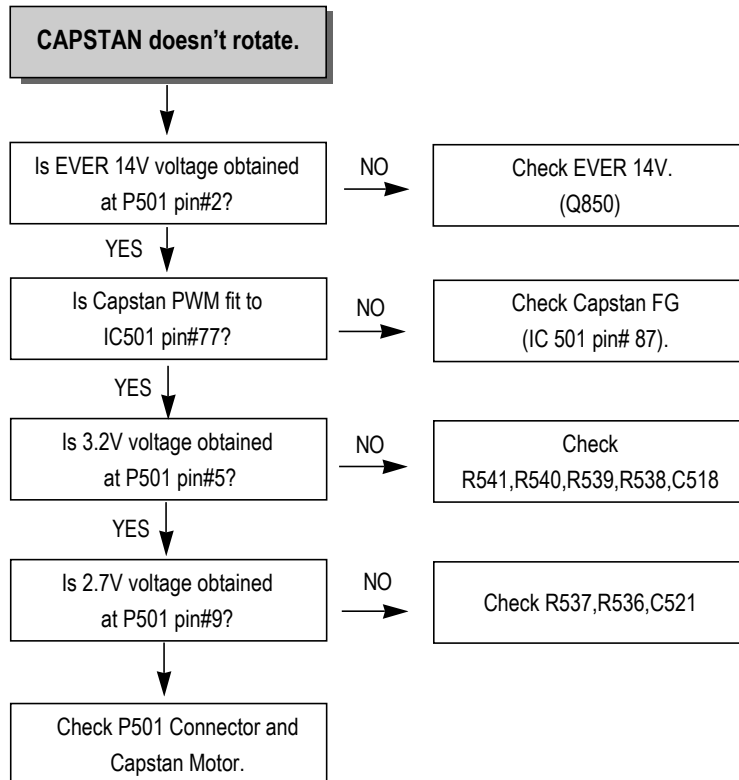 CAPSTAN doesn't rotate.
Is EVER 14V voltage obtained
at P501 pin#2?
NO
Check EVER 14V.
(Q850)
YES
Is Capstan PWM fit to
IC501 pin#77?
NO
Check Capstan FG
(IC 501 pin# 87).
YES
Is 3.2V voltage obtained
at P501 pin#5?
NO
Check
R541,R540,R539,R538,C518
YES
Is 2.7V voltage obtained
at P501 pin#9?
NO
Check R537,R536,C521
Check P501 Connector and
Capstan Motor.